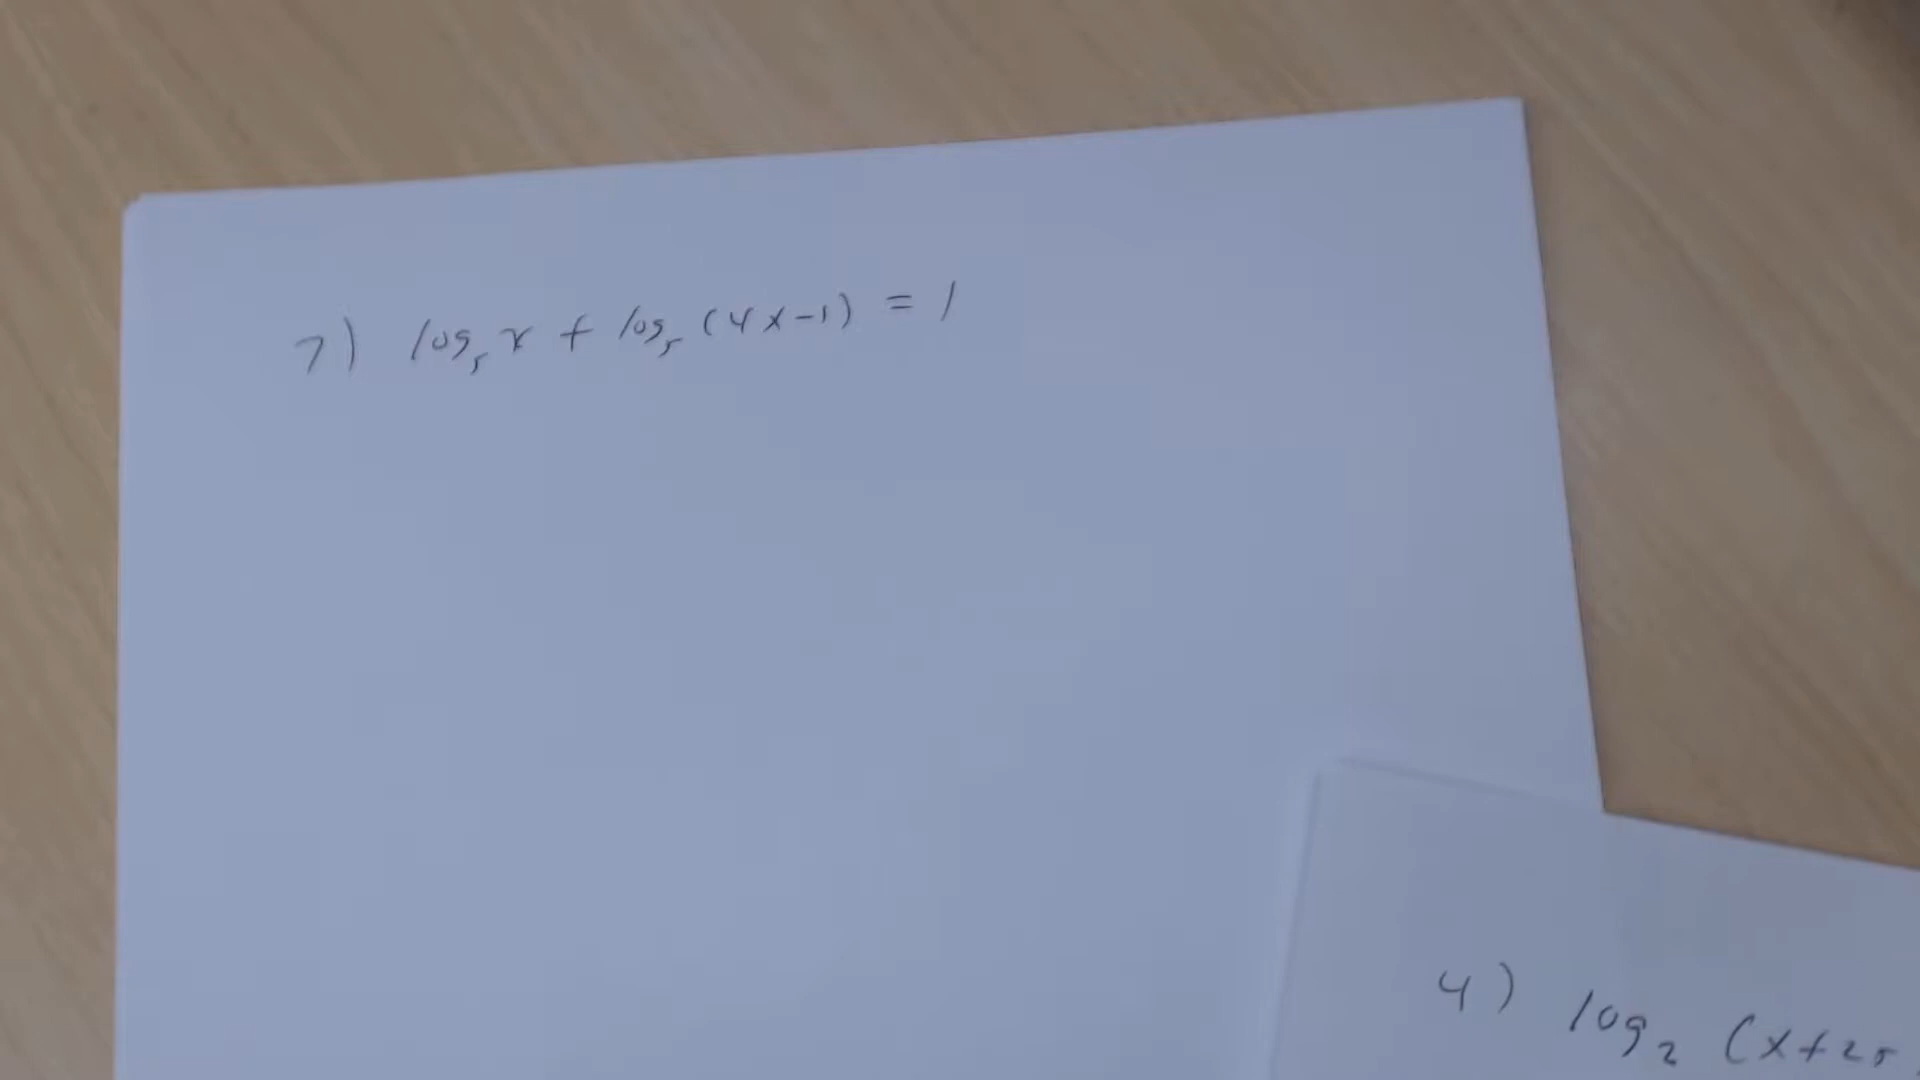 7) log₅ x + log₅ (4x-1) = 1
4) log₂ (x+25